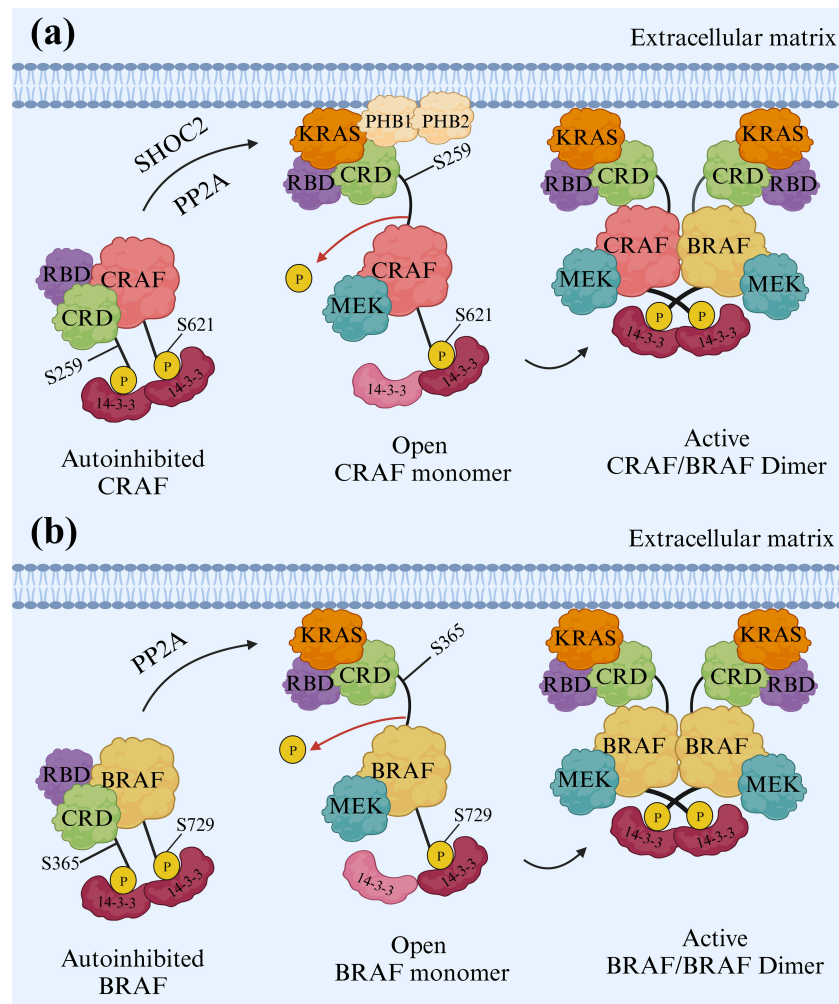 (a)
Extracellular matrix
SHOC2
PP2A
KRAS
PHB1
PHB2
RBD
CRD
S259
P
CRAF
MEK
S621
P
14-3-3
14-3-3
Open
CRAF monomer
RBD
CRAF
CRD
S259
S621
P
P
14-3-3
14-3-3
Autoinhibited
CRAF
KRAS
KRAS
RBD
CRD
CRD
RBD
CRAF
BRAF
MEK
MEK
P
P
14-3-3
14-3-3
Active
CRAF/BRAF Dimer
(b)
Extracellular matrix
PP2A
KRAS
RBD
CRD
S365
P
BRAF
MEK
S729
P
14-3-3
14-3-3
Open
BRAF monomer
RBD
BRAF
CRD
S365
S729
P
P
14-3-3
14-3-3
Autoinhibited
BRAF
KRAS
KRAS
RBD
CRD
CRD
RBD
BRAF
BRAF
MEK
MEK
P
P
14-3-3
14-3-3
Active
BRAF/BRAF Dimer